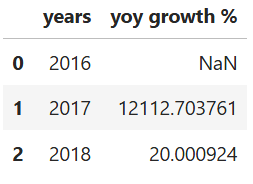 years yoy growth %
0 2016 NaN
1 2017 12112.703761
2 2018 20.000924